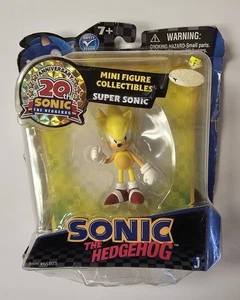 7+
WARNING:
CHOKING HAZARD-Small parts.
ANNIVERSARY
20th
SONIC
THE HEDGEHOG
MINI FIGURE
COLLECTIBLES
SUPER SONIC
SONIC
THE
HEDGEHOG